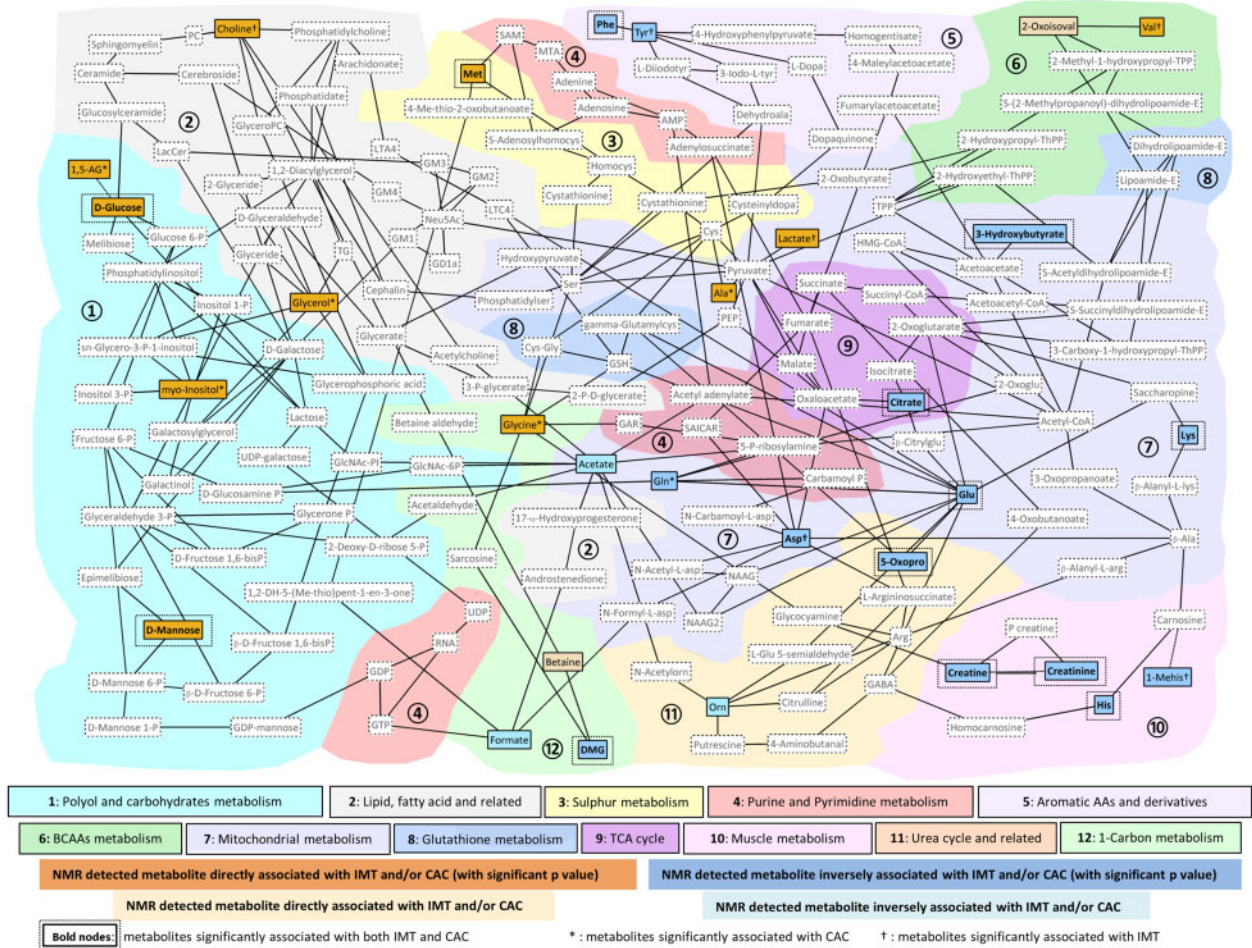 Choline†
PC
Sphingomyelin
Phosphatidylcholine
Arachidonate
Ceramide
Cerebroside
Phosphatidate
Glucosylceramide
GlyceroPC
②
LacCer
LTA4
1,2-Diacylglycerol
GM3
GM2
2-Glyceride
GM4
LTC4
D-Glyceraldehyde
Neu5Ac
Glyceride
TG
GM1
GD1a
Cephalin
Glycerol*
Glycerate
Acetylcholine
3-P-glycerate
2-P-D-glycerate
1,5-AG*
D-Glucose
Melibiose
Glucose 6-P
Phosphatidylinositol
Inositol 1-P
①
sn-Glycero-3-P-1-inositol
D-Galactose
myo-Inositol*
Inositol 3-P
Glycerophosphoric acid
Lactose
Fructose 6-P
Galactosylglycerol
UDP-galactose
GlcNAc-PI
GlcNAc-6P
Galactinol
D-Glucosamine P
Glyceraldehyde 3-P
Glycerone P
D-Fructose 1,6-bisP
2-Deoxy-D-ribose 5-P
Epimelibiose
1,2-DH-5-(Me-thio)pent-1-en-3-one
D-Mannose
β-D-Fructose 1,6-bisP
D-Mannose 6-P
β-D-Fructose 6-P
D-Mannose 1-P
GDP-mannose
SAM
MTA
④
Met
Adenine
4-Me-thio-2-oxobutanoate
Adenosine
AMP
S-Adenosylhomocys
Adenylosuccinate
③
Homocys
Cystathionine
Cystathionine
Cysteinyldopa
Cys
Phe
Tyr†
4-Hydroxyphenylpyruvate
Homogentisate
⑤
L-Diiodotyr
3-Iodo-L-tyr
L-Dopa
4-Maleylacetoacetate
Dehydroala
Fumarylacetoacetate
Dopaquinone
2-Oxobutyrate
2-Oxoisoval
Val†
⑥
2-Methyl-1-hydroxypropyl-TPP
S-(2-Methylpropanoyl)-dihydrolipoamide-E
2-Hydroxypropyl-ThPP
Dihydrolipoamide-E
2-Hydroxyethyl-ThPP
Lipoamide-E
⑧
TPP
Lactate†
HMG-CoA
3-Hydroxybutyrate
Hydroxypyruvate
Ser
Pyruvate
Acetoacetate
S-Acetyldihydrolipoamide-E
Phosphatidylser
Ala*
Succinate
Succinyl-CoA
Acetoacetyl-CoA
S-Succinyldihydrolipoamide-E
⑧
gamma-Glutamylcys
PEP
Fumarate
2-Oxoglutarate
Cys-Gly
GSH
Malate
⑨
Isocitrate
3-Carboxy-1-hydroxypropyl-ThPP
Acetyl adenylate
Oxaloacetate
Citrate
2-Oxoglu
Saccharopine
Betaine aldehyde
Glycine*
GAR
SAICAR
④
5-P-ribosylamine
β-Citrylglu
Acetyl-CoA
Lys
⑦
Acetate
Gln*
Carbamoyl P
Glu
3-Oxopropanoate
β-Alanyl-L-lys
Acetaldehyde
17-α-Hydroxyprogesterone
N-Carbamoyl-L-asp
4-Oxobutanoate
②
⑦
Asp†
β-Ala
Sarcosine
Androstenedione
N-Acetyl-L-asp
NAAG
5-Oxopro
β-Alanyl-L-arg
L-Argininosuccinate
N-Formyl-L-asp
NAAG2
Glycocyamine
UDP
RNA
GDP
GTP
④
Betaine
Formate
⑫
DMG
Arg
L-Glu 5-semialdehyde
N-Acetylorn
GABA
Orn
Citrulline
⑪
Putrescine
4-Aminobutanal
P creatine
Carnosine
Creatine
Creatinine
1-Mehis†
His
Homocarnosine
⑩
1: Polyol and carbohydrates metabolism
2: Lipid, fatty acid and related
3: Sulphur metabolism
4: Purine and Pyrimidine metabolism
5: Aromatic AAs and derivatives
6: BCAAs metabolism
7: Mitochondrial metabolism
8: Glutathione metabolism
9: TCA cycle
10: Muscle metabolism
11: Urea cycle and related
12: 1-Carbon metabolism
NMR detected metabolite directly associated with IMT and/or CAC (with significant p value)
NMR detected metabolite inversely associated with IMT and/or CAC (with significant p value)
NMR detected metabolite directly associated with IMT and/or CAC
NMR detected metabolite inversely associated with IMT and/or CAC
Bold nodes: metabolites significantly associated with both IMT and CAC
* : metabolites significantly associated with CAC
† : metabolites significantly associated with IMT